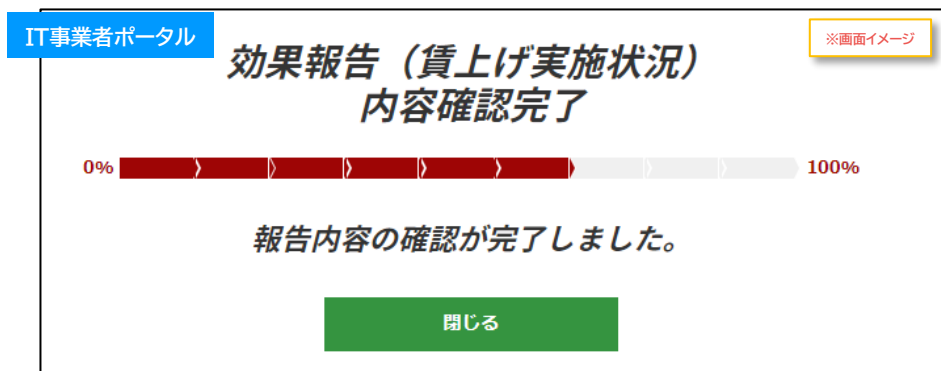 IT事業者ポータル
※画面イメージ
効果報告（賃上げ実施状況）
内容確認完了
0%
100%
報告内容の確認が完了しました。
閉じる